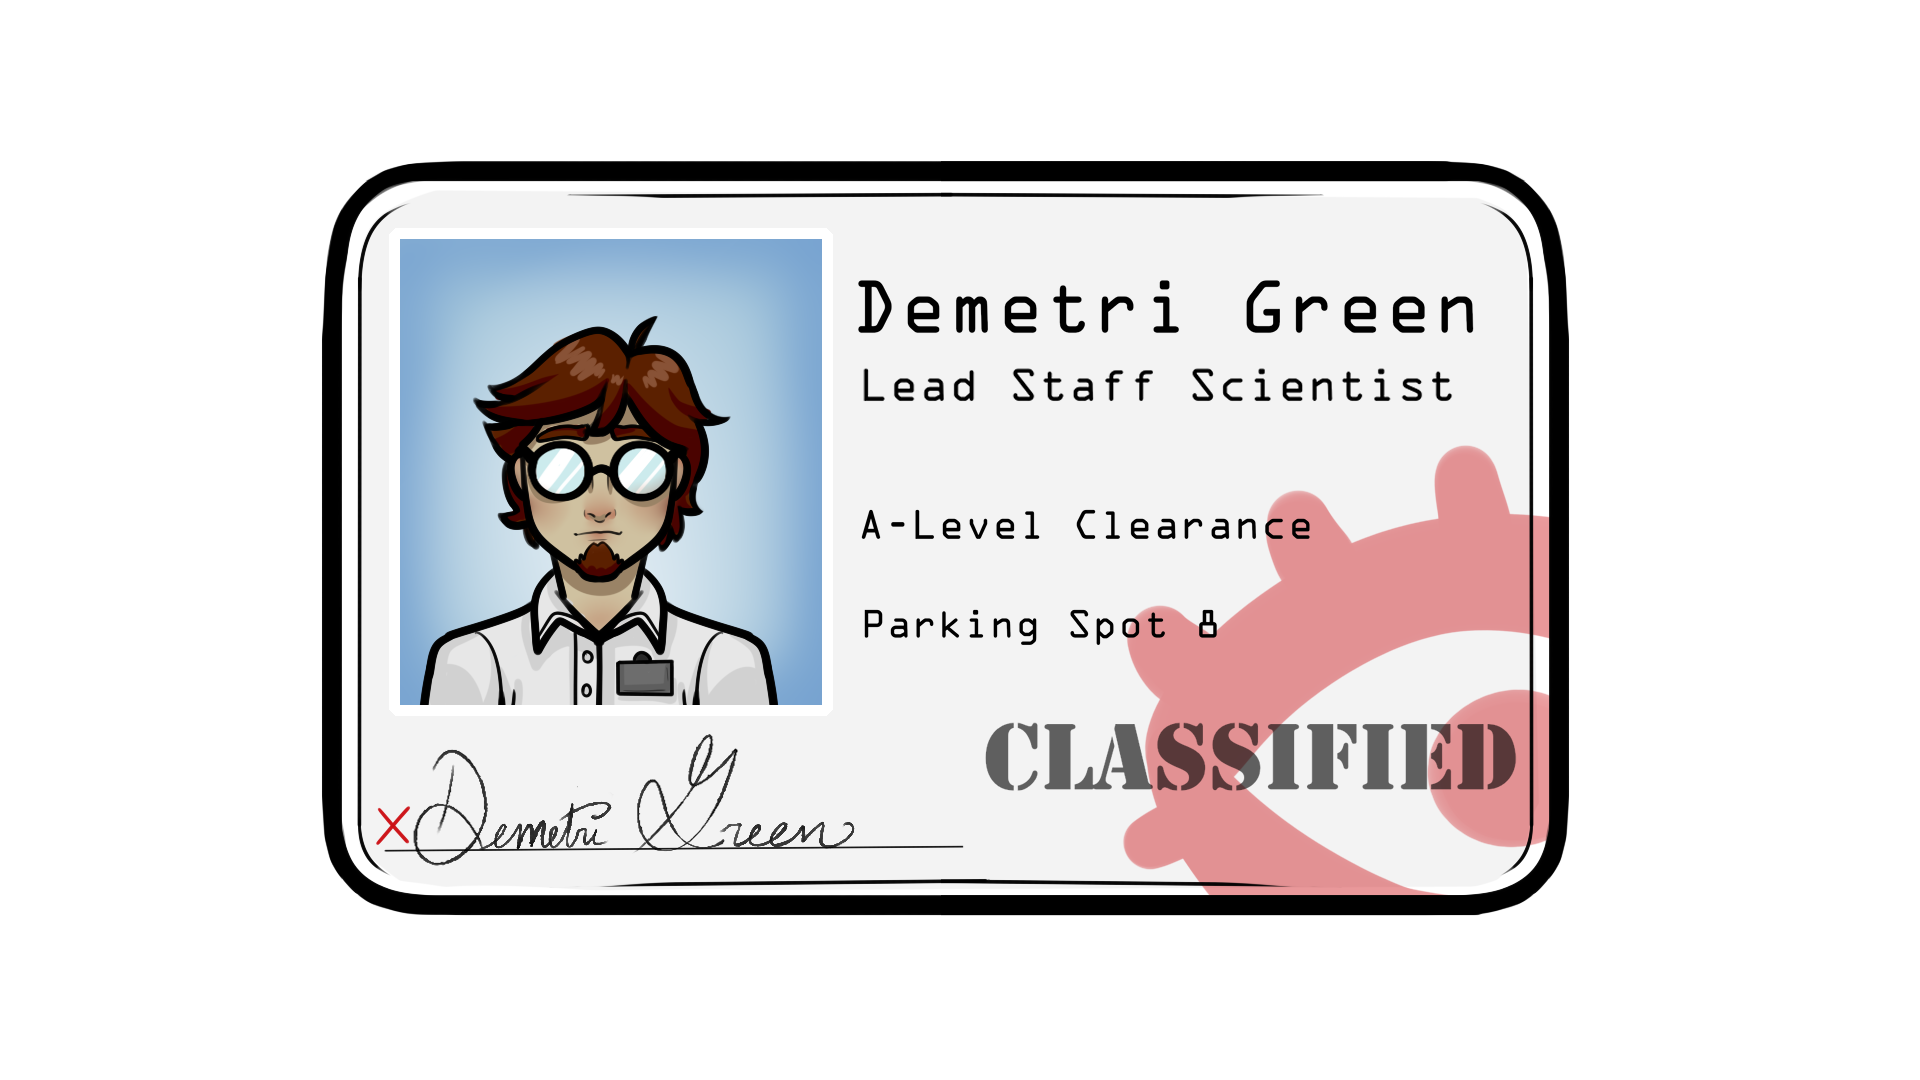 Demetri Green
Lead Staff Scientist
A-Level Clearance
Parking Spot 8
CLASSIFIED
X Demetri Green